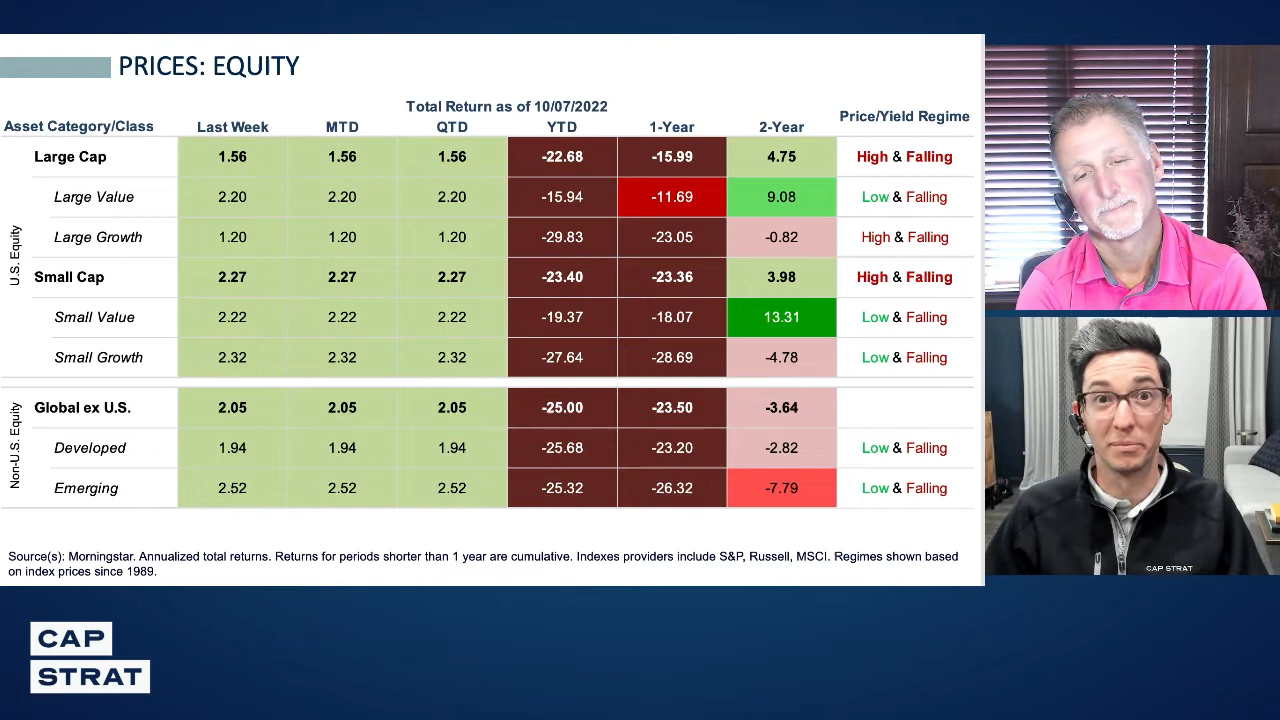 PRICES: EQUITY
Total Return as of 10/07/2022
Asset Category/Class Last Week MTD QTD YTD 1-Year 2-Year Price/Yield Regime
U.S. Equity
Large Cap 1.56 1.56 1.56 -22.68 -15.99 4.75 High & Falling
Large Value 2.20 2.20 2.20 -15.94 -11.69 9.08 Low & Falling
Large Growth 1.20 1.20 1.20 -29.83 -23.05 -0.82 High & Falling
Small Cap 2.27 2.27 2.27 -23.40 -23.36 3.98 High & Falling
Small Value 2.22 2.22 2.22 -19.37 -18.07 13.31 Low & Falling
Small Growth 2.32 2.32 2.32 -27.64 -28.69 -4.78 Low & Falling
Non-U.S. Equity
Global ex U.S. 2.05 2.05 2.05 -25.00 -23.50 -3.64
Developed 1.94 1.94 1.94 -25.68 -23.20 -2.82 Low & Falling
Emerging 2.52 2.52 2.52 -25.32 -26.32 -7.79 Low & Falling
Source(s): Morningstar. Annualized total returns. Returns for periods shorter than 1 year are cumulative. Indexes providers include S&P, Russell, MSCI. Regimes shown based
on index prices since 1989.
CAP STRAT
CAP
STRAT